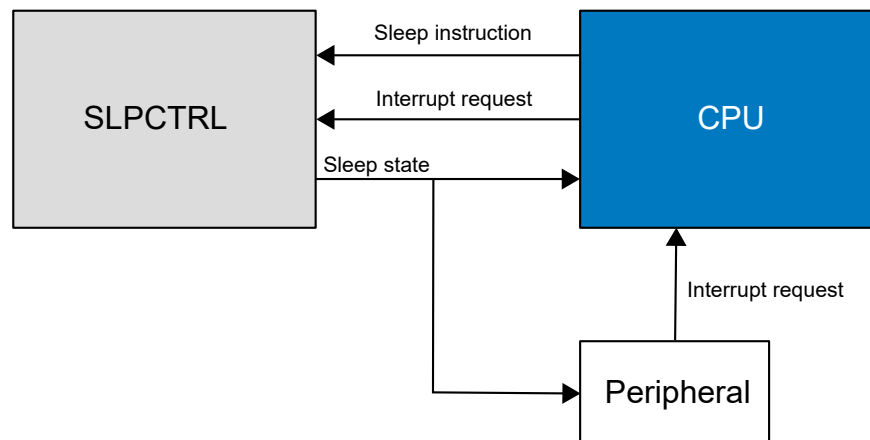 Sleep instruction
SLPCTRL
Interrupt request
CPU
Sleep state
Interrupt request
Peripheral